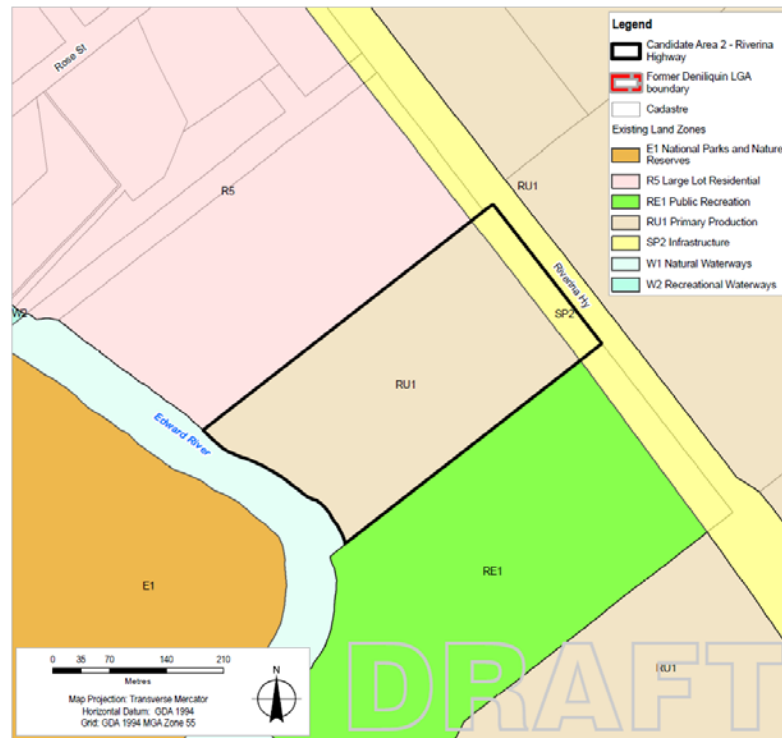 Rose St
R5
RU1
Riverina Hy
SP2
RU1
W2
Edward River
E1
RE1
RU1
DRAFT
Legend
Candidate Area 2 - Riverina
Highway
Former Deniliquin LGA
boundary
Cadastre
Existing Land Zones
E1 National Parks and Nature
Reserves
R5 Large Lot Residential
RE1 Public Recreation
RU1 Primary Production
SP2 Infrastructure
W1 Natural Waterways
W2 Recreational Waterways
0 35 70 140 210
Metres
Map Projection: Transverse Mercator
Horizontal Datum: GDA 1994
Grid: GDA 1994 MGA Zone 55
N